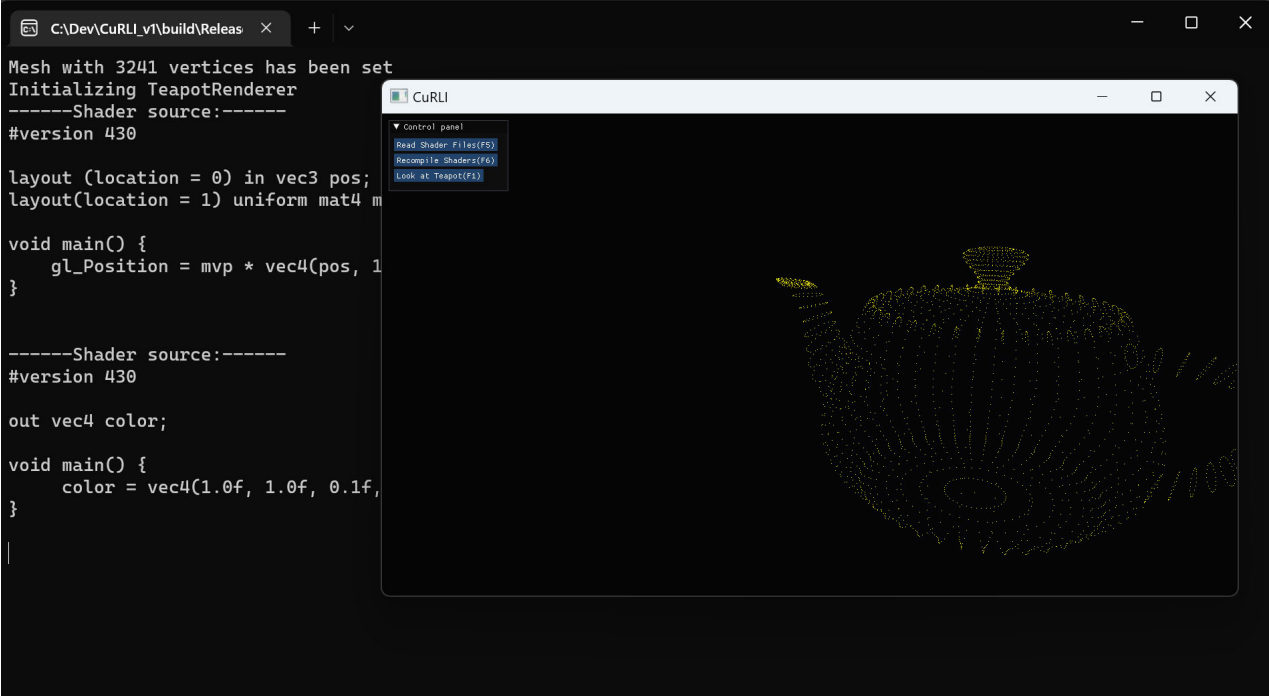 C:\Dev\CuRLI_v1\build\Releas
Mesh with 3241 vertices has been set
Initializing TeapotRenderer
------Shader source:------
#version 430
layout (location = 0) in vec3 pos;
layout(location = 1) uniform mat4 m
void main() {
gl_Position = mvp * vec4(pos, 1
}
------Shader source:------
#version 430
out vec4 color;
void main() {
color = vec4(1.0f, 1.0f, 0.1f,
}
CuRLI
Control panel
Read Shader Files(F5)
Recompile Shaders(F6)
Look at Teapot(F1)